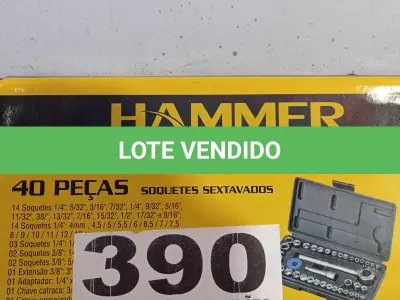 HAMMER
LOTE VENDIDO
40 PEÇAS SOQUETES SEXTAVADOS
14 Soquetes 1/4": 5/32", 3/16", 7/32", 1/4", 9/32", 5/16",
11/32", 38/", 13/32", 7/16", 15/32", 1/2", 17/32" e 9/16";
14 Soquetes 1/4": 4mm , 4,5 / 5 / 5,5 / 6 / 6,5 / 7 / 7,5
8 / 9 / 10 / 11 / 12
03 Soquetes 1/4":
02 Soquetes 3/8":
02 Soquetes 3/8":
01 Extensão 3/8": 3"
01 Adaptador: 1/4"
01 Chave catraca: 3/
01 Estojo
390